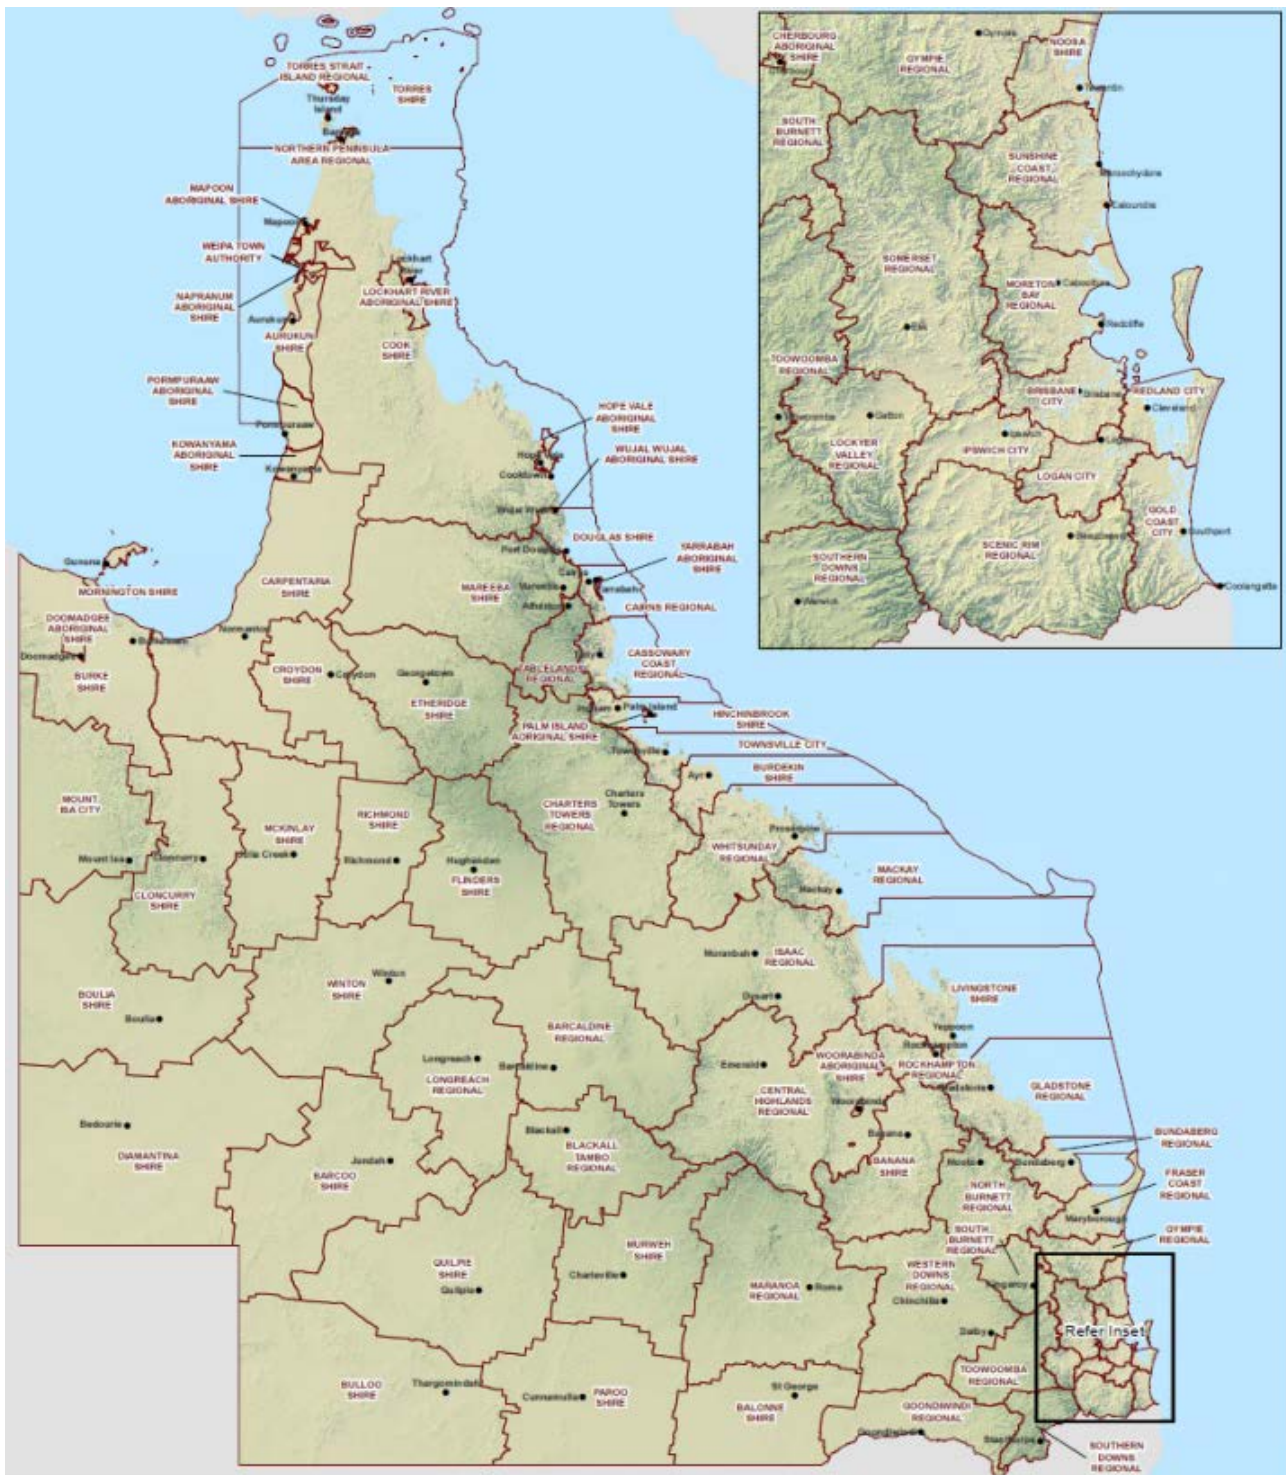 TORRES STRAIT
ISLAND REGIONAL
TORRES
SHIRE
Thursday
Island
NORTHERN PENINSULA
AREA REGIONAL
MAPOON
ABORIGINAL SHIRE
Mapoon
WEIPA TOWN
AUTHORITY
NAPRANUM
ABORIGINAL
SHIRE
Lockhart
River
LOCKHART RIVER
ABORIGINAL SHIRE
Aurukun
AURUKUN
SHIRE
COOK
SHIRE
PORMPURAAW
ABORIGINAL
SHIRE
Pormpuraaw
KOWANYAMA
ABORIGINAL
SHIRE
Kowanyama
HOPE VALE
ABORIGINAL
SHIRE
Hope Vale
WUJAL WUJAL
ABORIGINAL SHIRE
Cooktown
Wujal Wujal
DOUGLAS SHIRE
Port Douglas
YARRABAH
ABORIGINAL
SHIRE
Cairns
Yarrabah
Mareeba
MAREEBA
SHIRE
Atherton
CAIRNS REGIONAL
Gununa
MORNINGTON SHIRE
CARPENTARIA
SHIRE
DOOMADGEE
ABORIGINAL
SHIRE
Doomadgee
Burketown
Normanton
BURKE
SHIRE
CROYDON
SHIRE
Croydon
Georgetown
ETHERIDGE
SHIRE
TABLELANDS
REGIONAL
CASSOWARY
COAST
REGIONAL
Ingham
Palm Island
HINCHINBROOK
SHIRE
PALM ISLAND
AORIGINAL SHIRE
TOWNSVILLE CITY
Townsville
BURDEKIN
SHIRE
Ayr
MOUNT
ISA CITY
Mount Isa
Cloncurry
CLONCURRY
SHIRE
MCKINLAY
SHIRE
Julia Creek
RICHMOND
SHIRE
Richmond
Hughenden
FLINDERS
SHIRE
CHARTERS
TOWERS
REGIONAL
Charters
Towers
Proserpine
WHITSUNDAY
REGIONAL
MACKAY
REGIONAL
Mackay
Moranbah
ISAAC
REGIONAL
Dysart
BOULIA
SHIRE
Boulia
WINTON
SHIRE
Winton
LIVINGSTONE
SHIRE
Yeppoon
Rockhampton
ROCKHAMPTON
REGIONAL
BARCALDINE
REGIONAL
Barcaldine
Longreach
LONGREACH
REGIONAL
Emerald
CENTRAL
HIGHLANDS
REGIONAL
WOORABINDA
ABORIGINAL
SHIRE
Woorabinda
Gladstone
GLADSTONE
REGIONAL
Bedourie
DIAMANTINA
SHIRE
Jundah
BARCOO
SHIRE
Blackall
BLACKALL
TAMBO
REGIONAL
BANANA
SHIRE
BUNDABERG
REGIONAL
Bundaberg
NORTH
BURNETT
REGIONAL
FRASER
COAST
REGIONAL
Maryborough
GYMPIE
REGIONAL
SOUTH
BURNETT
REGIONAL
Kingaroy
QUILPIE
SHIRE
Quilpie
MURWEH
SHIRE
Charleville
MARANOA
REGIONAL
Roma
WESTERN
DOWNS
REGIONAL
Chinchilla
Dalby
Refer Inset
TOOWOOMBA
REGIONAL
BULLOO
SHIRE
Thargomindah
Cunnamulla
PAROO
SHIRE
BALONNE
SHIRE
St George
GOONDIWINDI
REGIONAL
Goondiwindi
Stanthorpe
SOUTHERN
DOWNS
REGIONAL
CHERBOURG
ABORIGINAL
SHIRE
Cherbourg
Gympie
GYMPIE
REGIONAL
NOOSA
SHIRE
Tewantin
SOUTH
BURNETT
REGIONAL
SUNSHINE
COAST
REGIONAL
Maroochydore
Caloundra
SOMERSET
REGIONAL
Esk
MORETON
BAY
REGIONAL
Caboolture
Redcliffe
TOOWOOMBA
REGIONAL
Toowoomba
Gatton
LOCKYER
VALLEY
REGIONAL
BRISBANE
CITY
Brisbane
REDLAND CITY
Cleveland
Ipswich
IPSWICH CITY
Logan
LOGAN CITY
GOLD
COAST
CITY
Southport
SCENIC RIM
REGIONAL
Beaudesert
SOUTHERN
DOWNS
REGIONAL
Warwick
Coolangatta